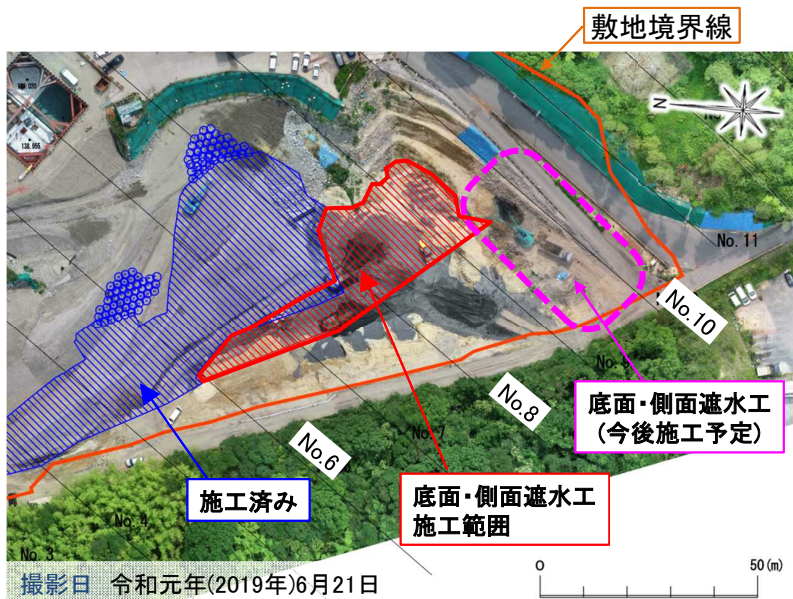 敷地境界線
138.966
N
No.11
No.10
No.8
No.7
No.6
No.4
No.3
底面・側面遮水工
(今後施工予定)
底面・側面遮水工
施工範囲
施工済み
撮影日 令和元年(2019年)6月21日
0 50(m)